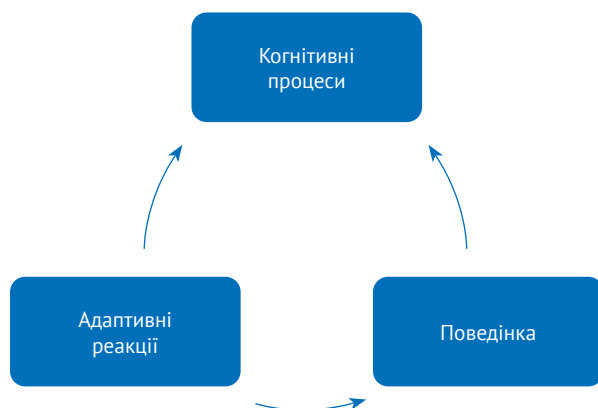 Когнітивні
процеси
Адаптивні
реакції
Поведінка